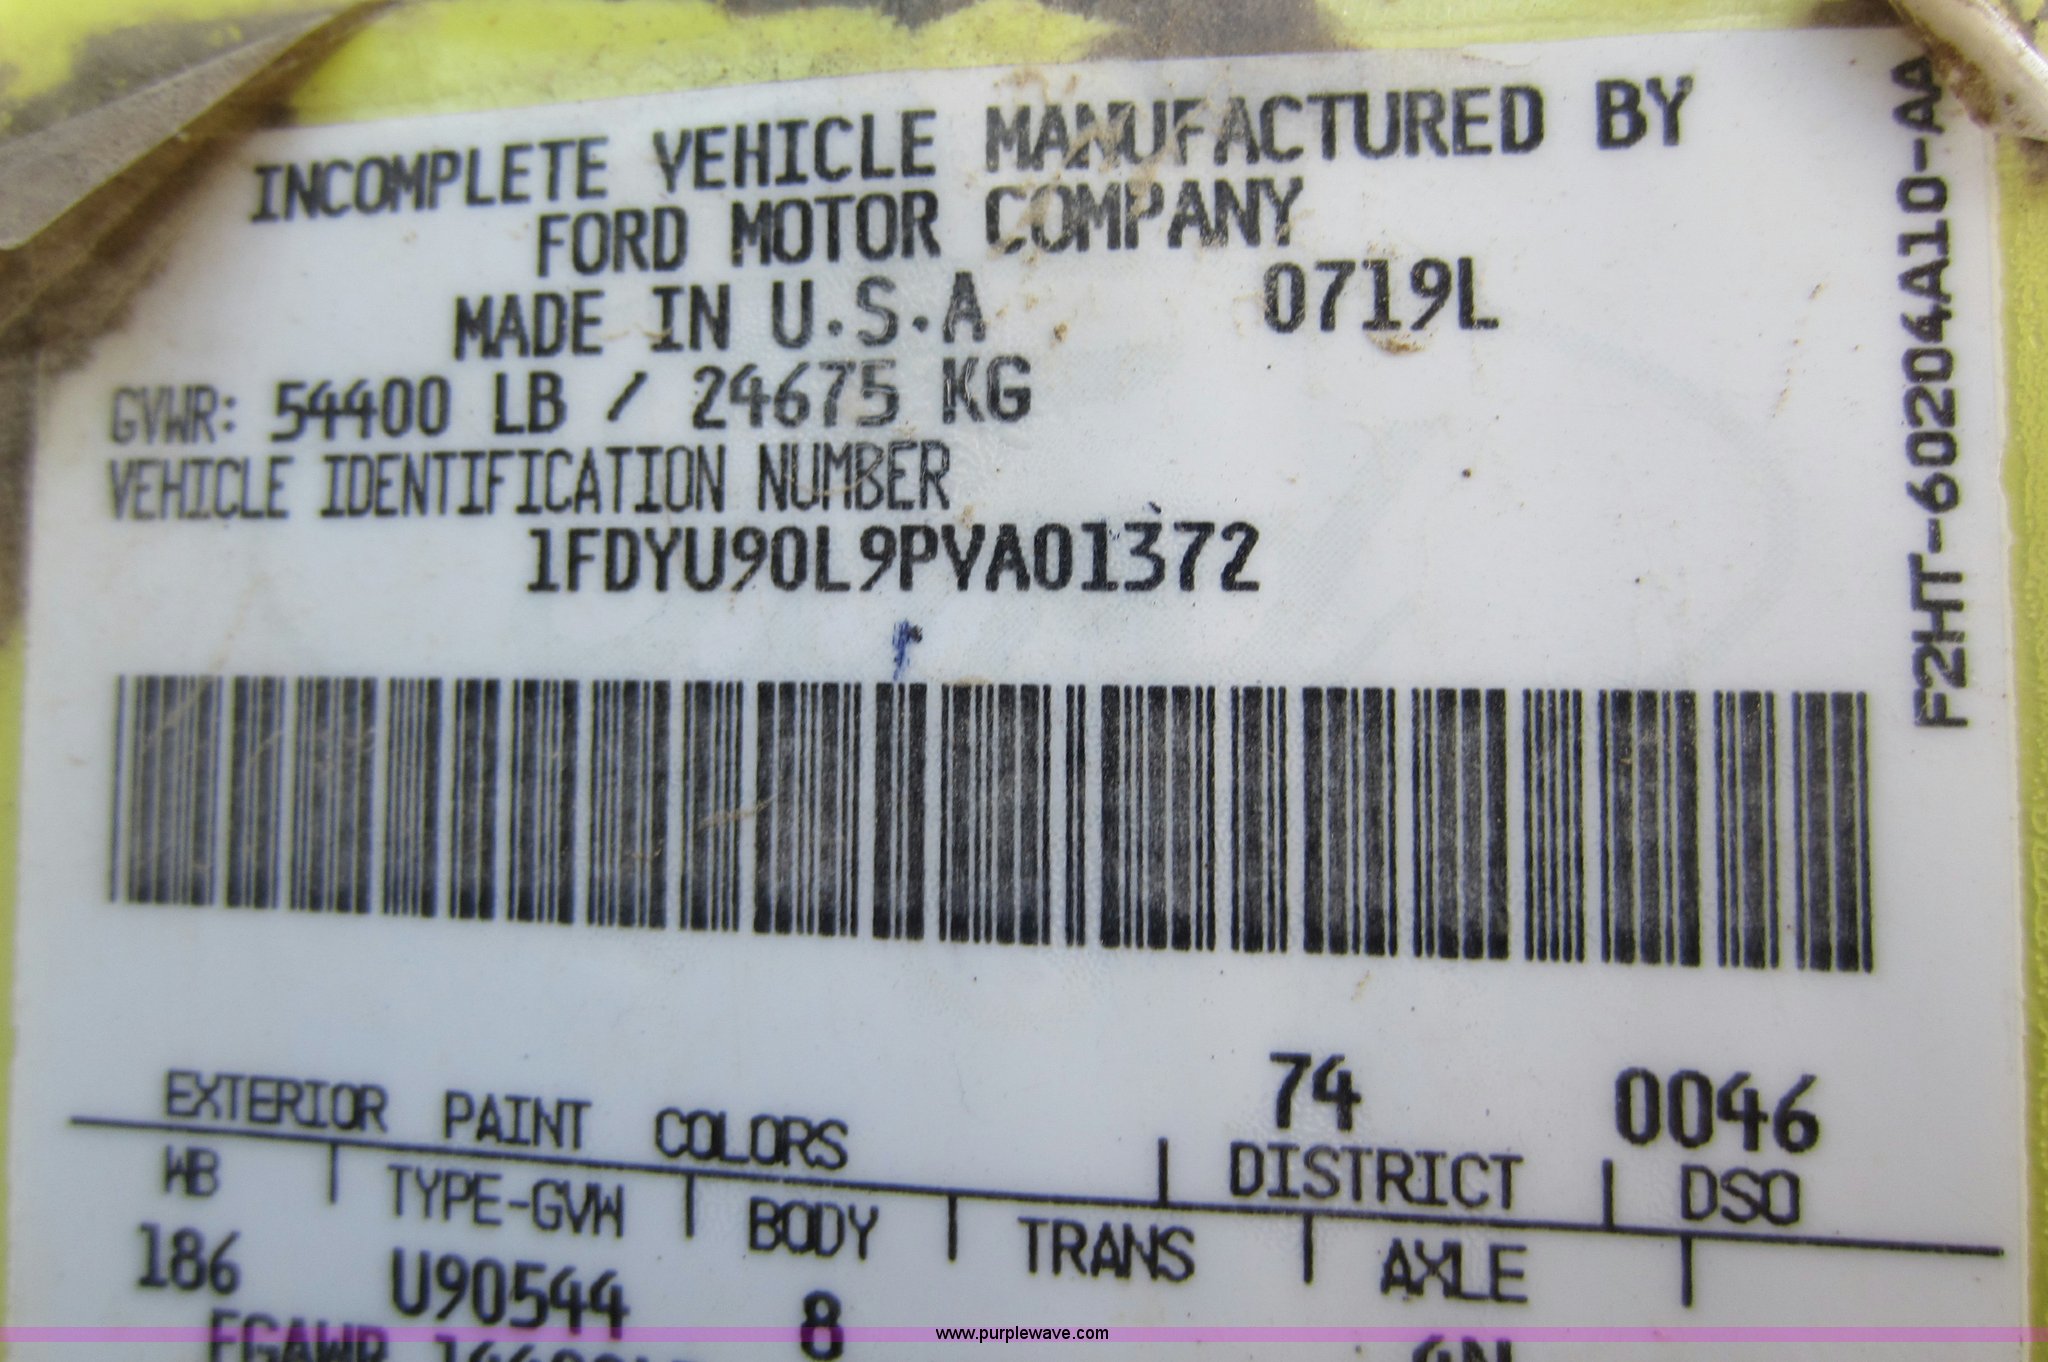 INCOMPLETE VEHICLE MANUFACTURED BY
FORD MOTOR COMPANY
MADE IN U.S.A 0719L
GVWR: 54400 LB / 24675 KG
VEHICLE IDENTIFICATION NUMBER
1FDYU90L9PVA01372
F2HT-60204A10-AA
74 0046
EXTERIOR PAINT COLORS DISTRICT DSO
WB TYPE-GVW BODY TRANS AXLE
186 U90544 8
FGAWR
www.purplewave.com